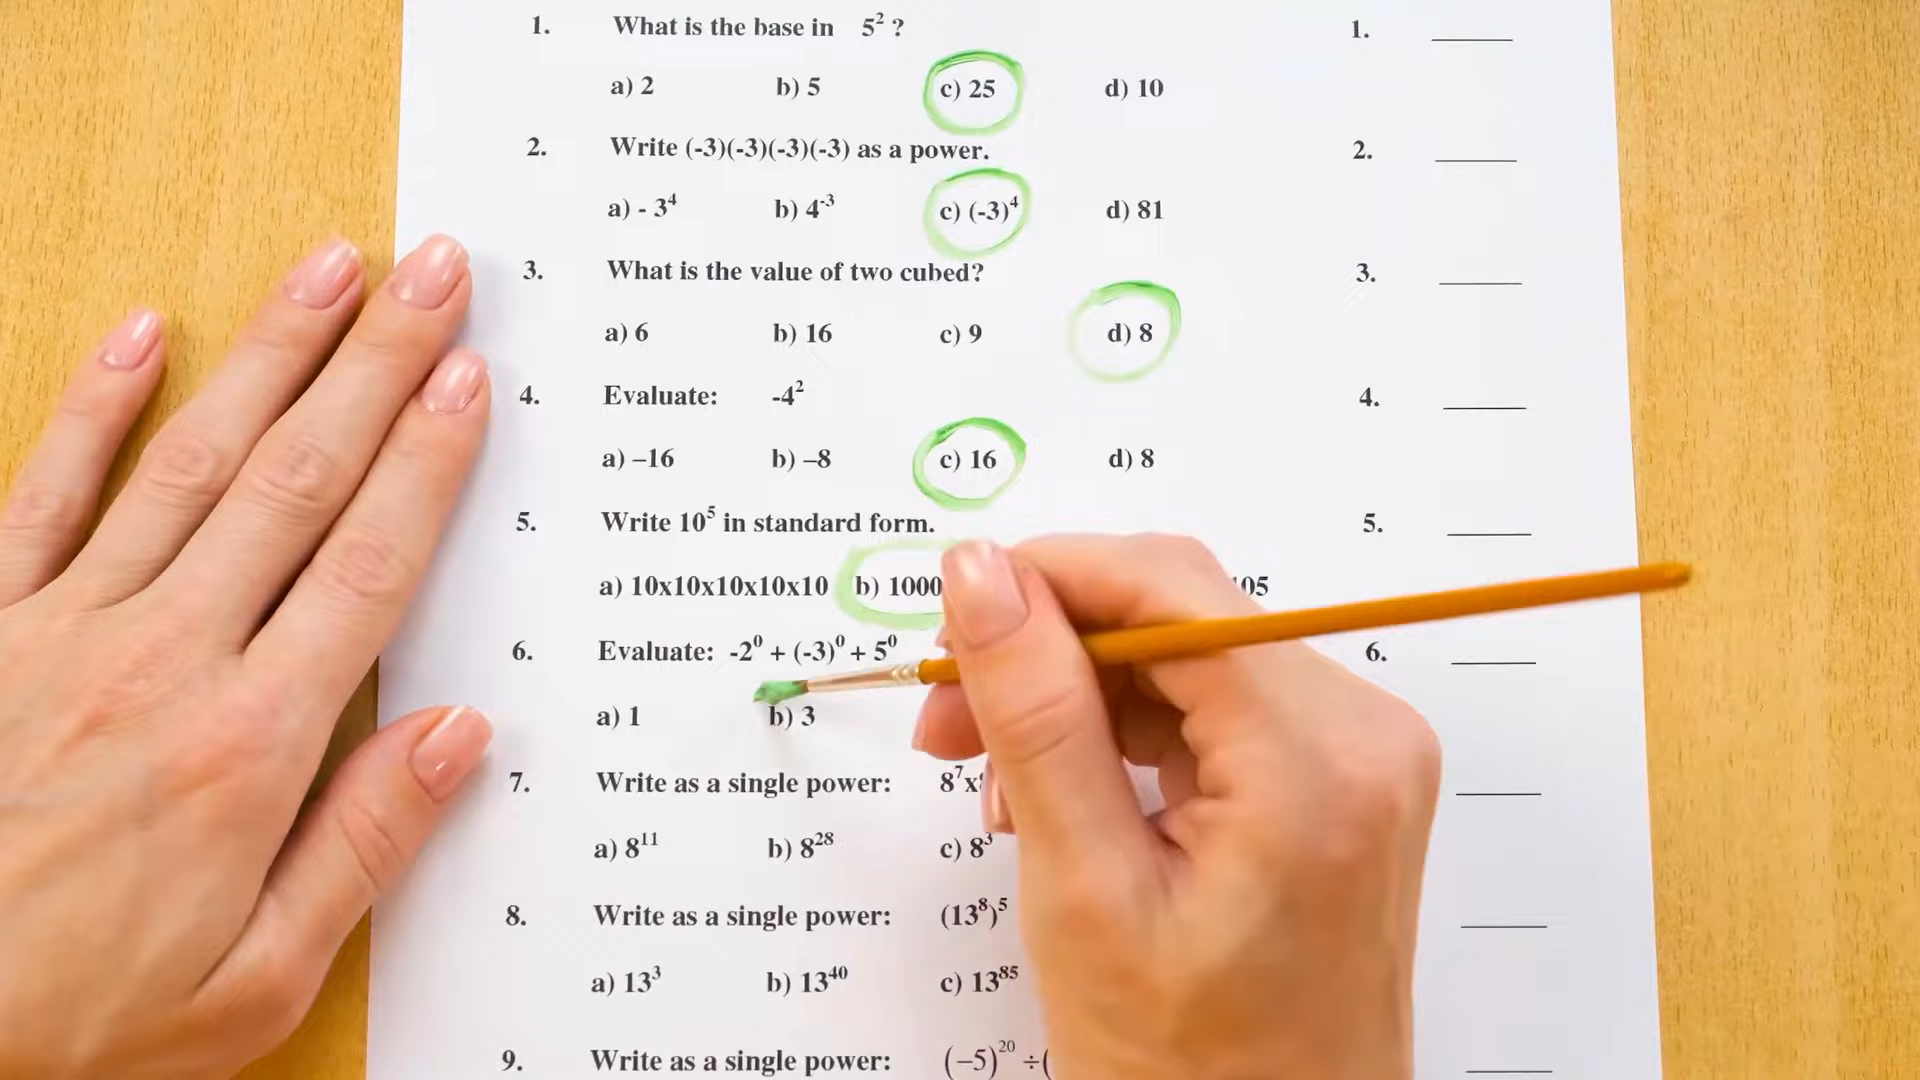 1. What is the base in 5² ? 1. ______
a) 2 b) 5 c) 25 d) 10
2. Write (-3)(-3)(-3)(-3) as a power. 2. ______
a) - 3⁴ b) 4⁻³ c) (-3)⁴ d) 81
3. What is the value of two cubed? 3. ______
a) 6 b) 16 c) 9 d) 8
4. Evaluate: -4² 4. ______
a) –16 b) –8 c) 16 d) 8
5. Write 10⁵ in standard form. 5. ______
a) 10x10x10x10x10 b) 1000
6. Evaluate: -2⁰ + (-3)⁰ + 5⁰ 6. ______
a) 1 b) 3
7. Write as a single power: 8⁷x ______
a) 8¹¹ b) 8²⁸ c) 8³
8. Write as a single power: (13⁸)⁵ ______
a) 13³ b) 13⁴⁰ c) 13⁸⁵
9. Write as a single power: (–5)²⁰ ÷( ______